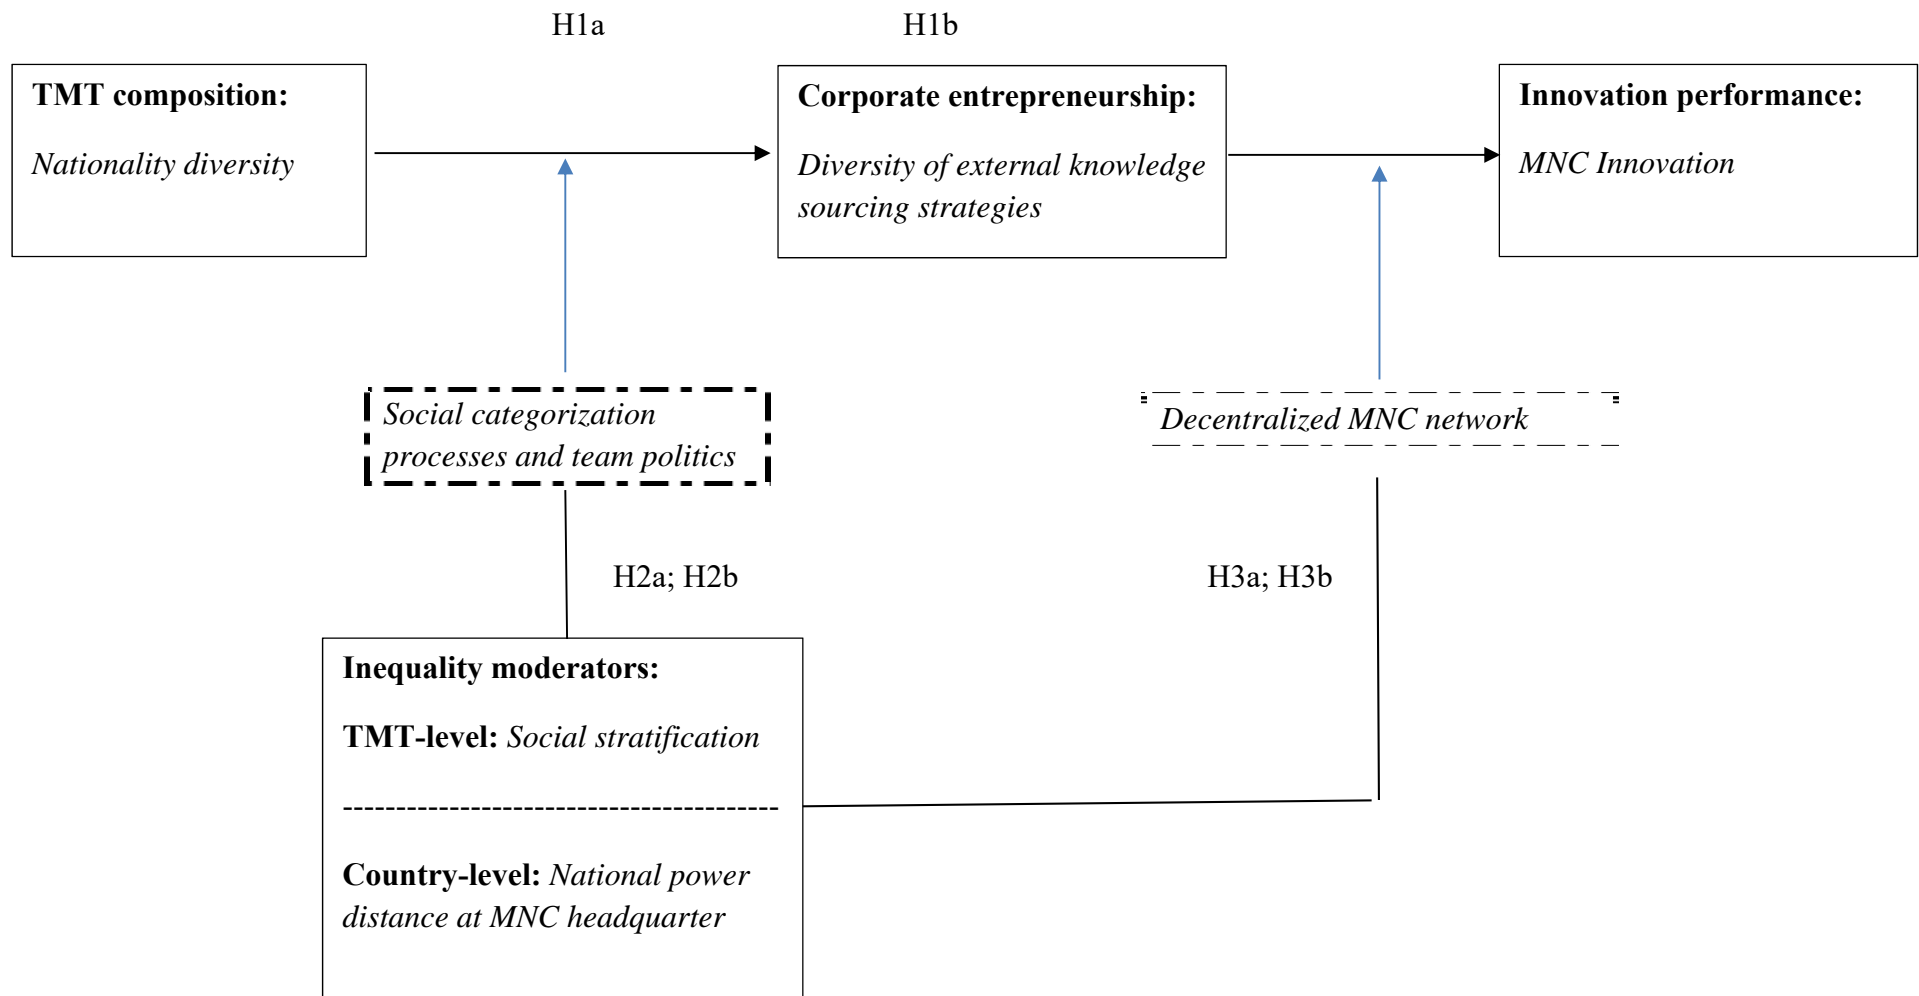 H1a
H1b
TMT composition:
Nationality diversity
Corporate entrepreneurship:
Diversity of external knowledge
sourcing strategies
Innovation performance:
MNC Innovation
Social categorization
processes and team politics
Decentralized MNC network
H2a; H2b
H3a; H3b
Inequality moderators:
TMT-level: Social stratification
-----------------------------------------
Country-level: National power
distance at MNC headquarter